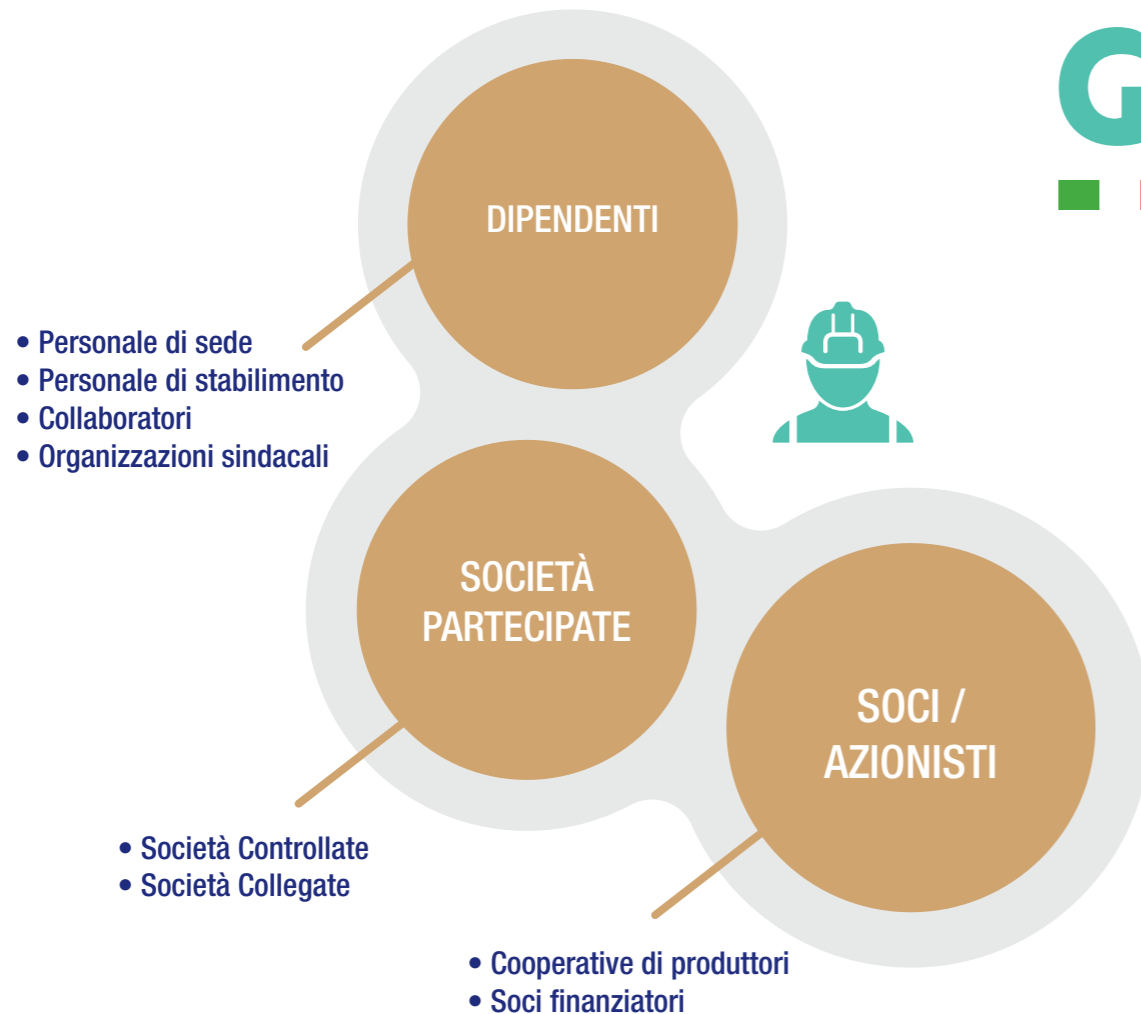 G
DIPENDENTI
• Personale di sede
• Personale di stabilimento
• Collaboratori
• Organizzazioni sindacali
SOCIETÀ
PARTECIPATE
SOCI /
AZIONISTI
• Società Controllate
• Società Collegate
• Cooperative di produttori
• Soci finanziatori